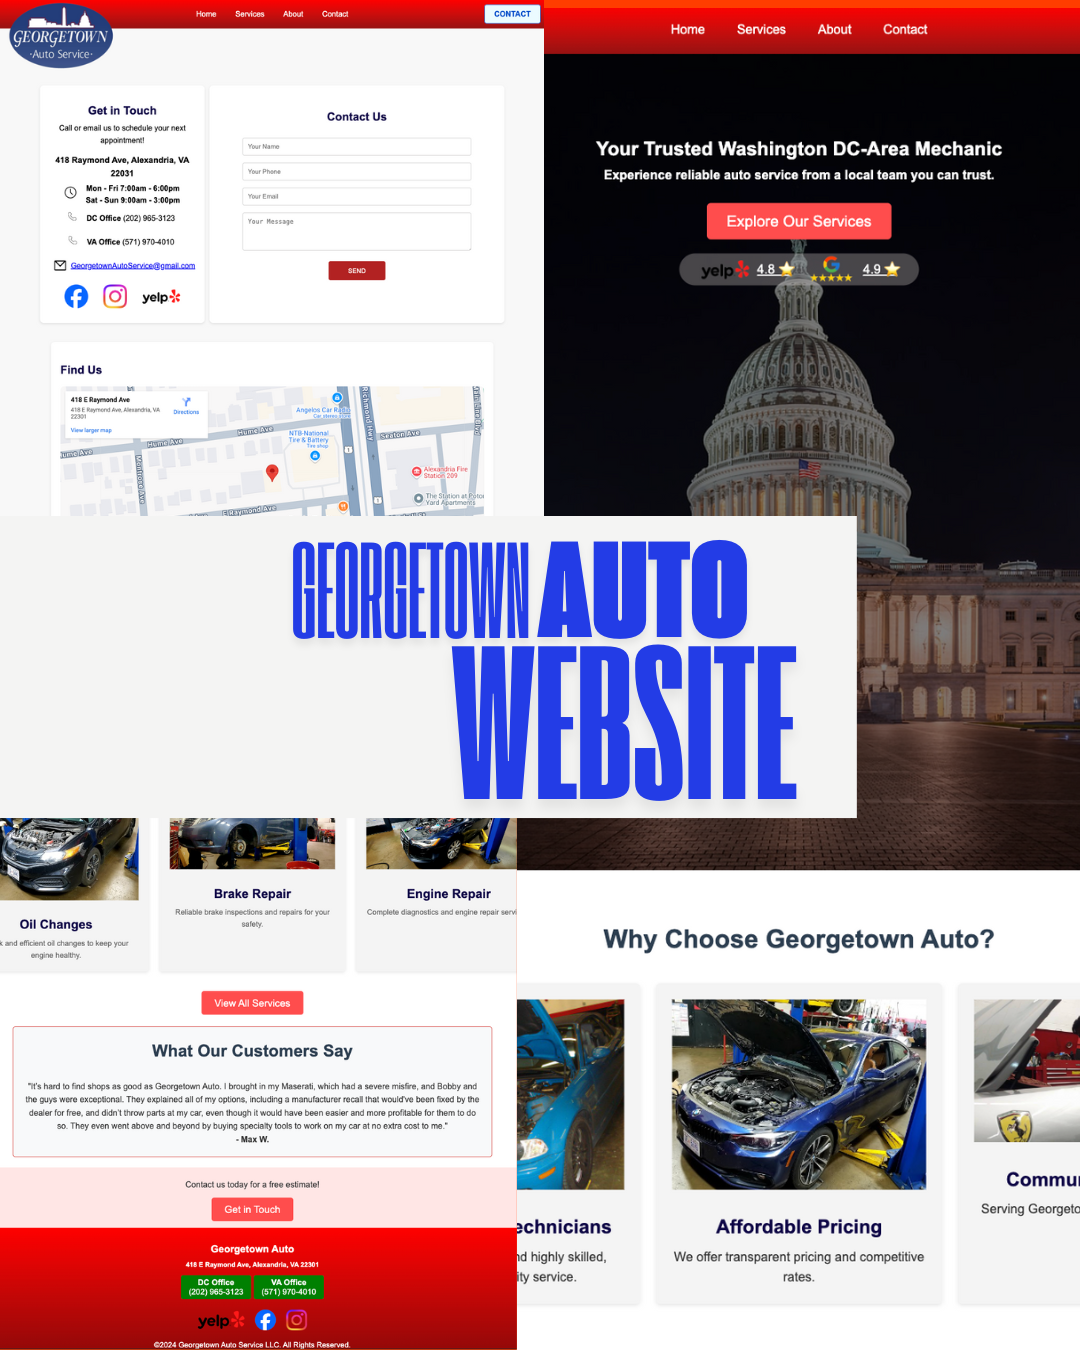 Home Services About Contact
CONTACT
GEORGETOWN
·Auto Service·
Get in Touch
Call or email us to schedule your next
appointment!
418 Raymond Ave, Alexandria, VA
22031
Mon - Fri 7:00am - 6:00pm
Sat - Sun 9:00am - 3:00pm
DC Office (202) 965-3123
VA Office (571) 970-4010
GeorgetownAutoService@gmail.com
yelp
Contact Us
Your Name
Your Phone
Your Email
Your Message
SEND
Find Us
418 E Raymond Ave
418 E Raymond Ave, Alexandria, VA
22301
Directions
View larger map
Hume Ave
Hume Ave
Hume Ave
Montrose Ave
E Raymond Ave
Richmond Hwy
Seaton Ave
Angelos Car Radio
Car stereo store
NTB-National
Tire & Battery
Tire shop
1
1
Alexandria Fire
Station 209
The Station at Potomac
Yard Apartments
Home Services About Contact
Your Trusted Washington DC-Area Mechanic
Experience reliable auto service from a local team you can trust.
Explore Our Services
yelp 4.8 4.9
GEORGETOWN AUTO
WEBSITE
Oil Changes
k and efficient oil changes to keep your
engine healthy.
Brake Repair
Reliable brake inspections and repairs for your
safety.
Engine Repair
Complete diagnostics and engine repair servi
View All Services
What Our Customers Say
"It's hard to find shops as good as Georgetown Auto. I brought in my Maserati, which had a severe misfire, and Bobby and
the guys were exceptional. They explained all of my options, including a manufacturer recall that would've been fixed by the
dealer for free, and didn't throw parts at my car, even though it would have been easier and more profitable for them to do
so. They even went above and beyond by buying specialty tools to work on my car at no extra cost to me."
- Max W.
Contact us today for a free estimate!
Get in Touch
Georgetown Auto
418 E Raymond Ave, Alexandria, VA 22301
DC Office
(202) 965-3123
VA Office
(571) 970-4010
yelp
©2024 Georgetown Auto Service LLC. All Rights Reserved.
Why Choose Georgetown Auto?
echnicians
nd highly skilled,
ity service.
Affordable Pricing
We offer transparent pricing and competitive
rates.
Commun
Serving Georgeto